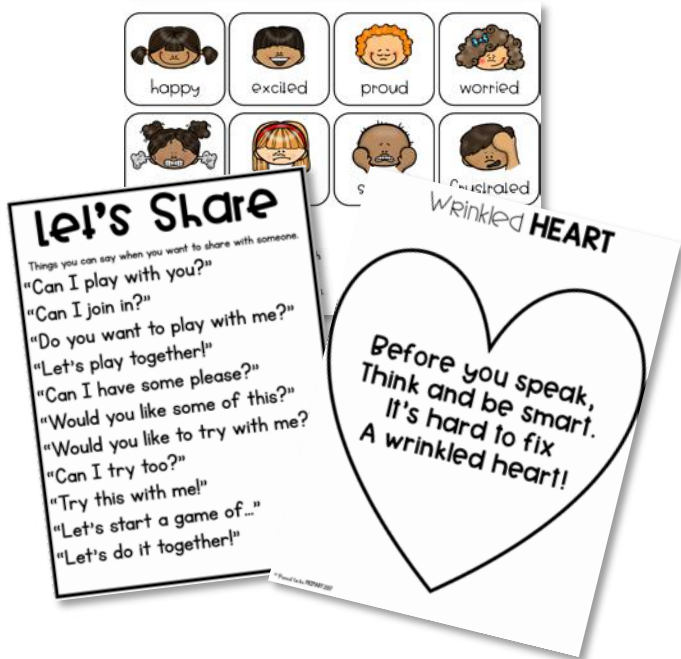 happy
excited
proud
worried
frustrated
Let's Share
Things you can say when you want to share with someone.
"Can I play with you?"
"Can I join in?"
"Do you want to play with me?"
"Let's play together!"
"Can I have some please?"
"Would you like some of this?"
"Would you like to try with me?
"Can I try too?"
"Try this with me!"
"Let's start a game of..."
"Let's do it together!"
Wrinkled HEART
Before you speak,
Think and be smart.
It's hard to fix
A wrinkled heart!